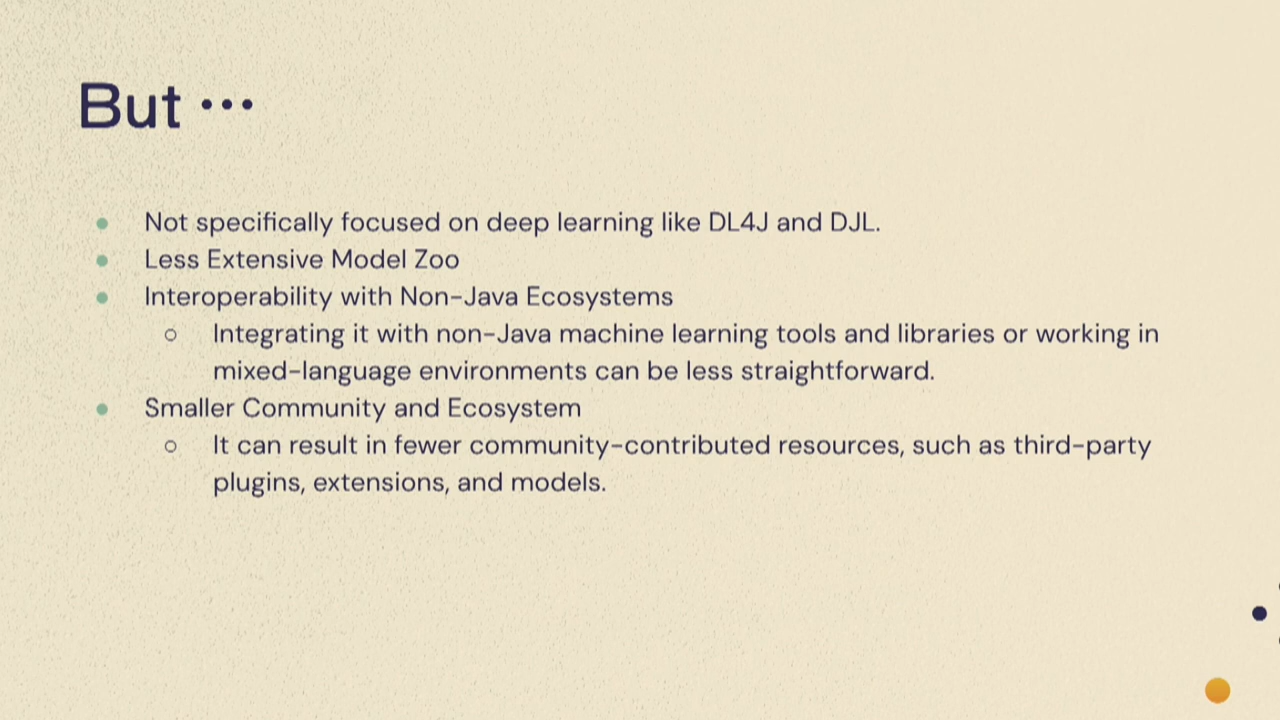 But ...
Not specifically focused on deep learning like DL4J and DJL.
Less Extensive Model Zoo
Interoperability with Non-Java Ecosystems
Integrating it with non-Java machine learning tools and libraries or working in
mixed-language environments can be less straightforward.
Smaller Community and Ecosystem
It can result in fewer community-contributed resources, such as third-party
plugins, extensions, and models.